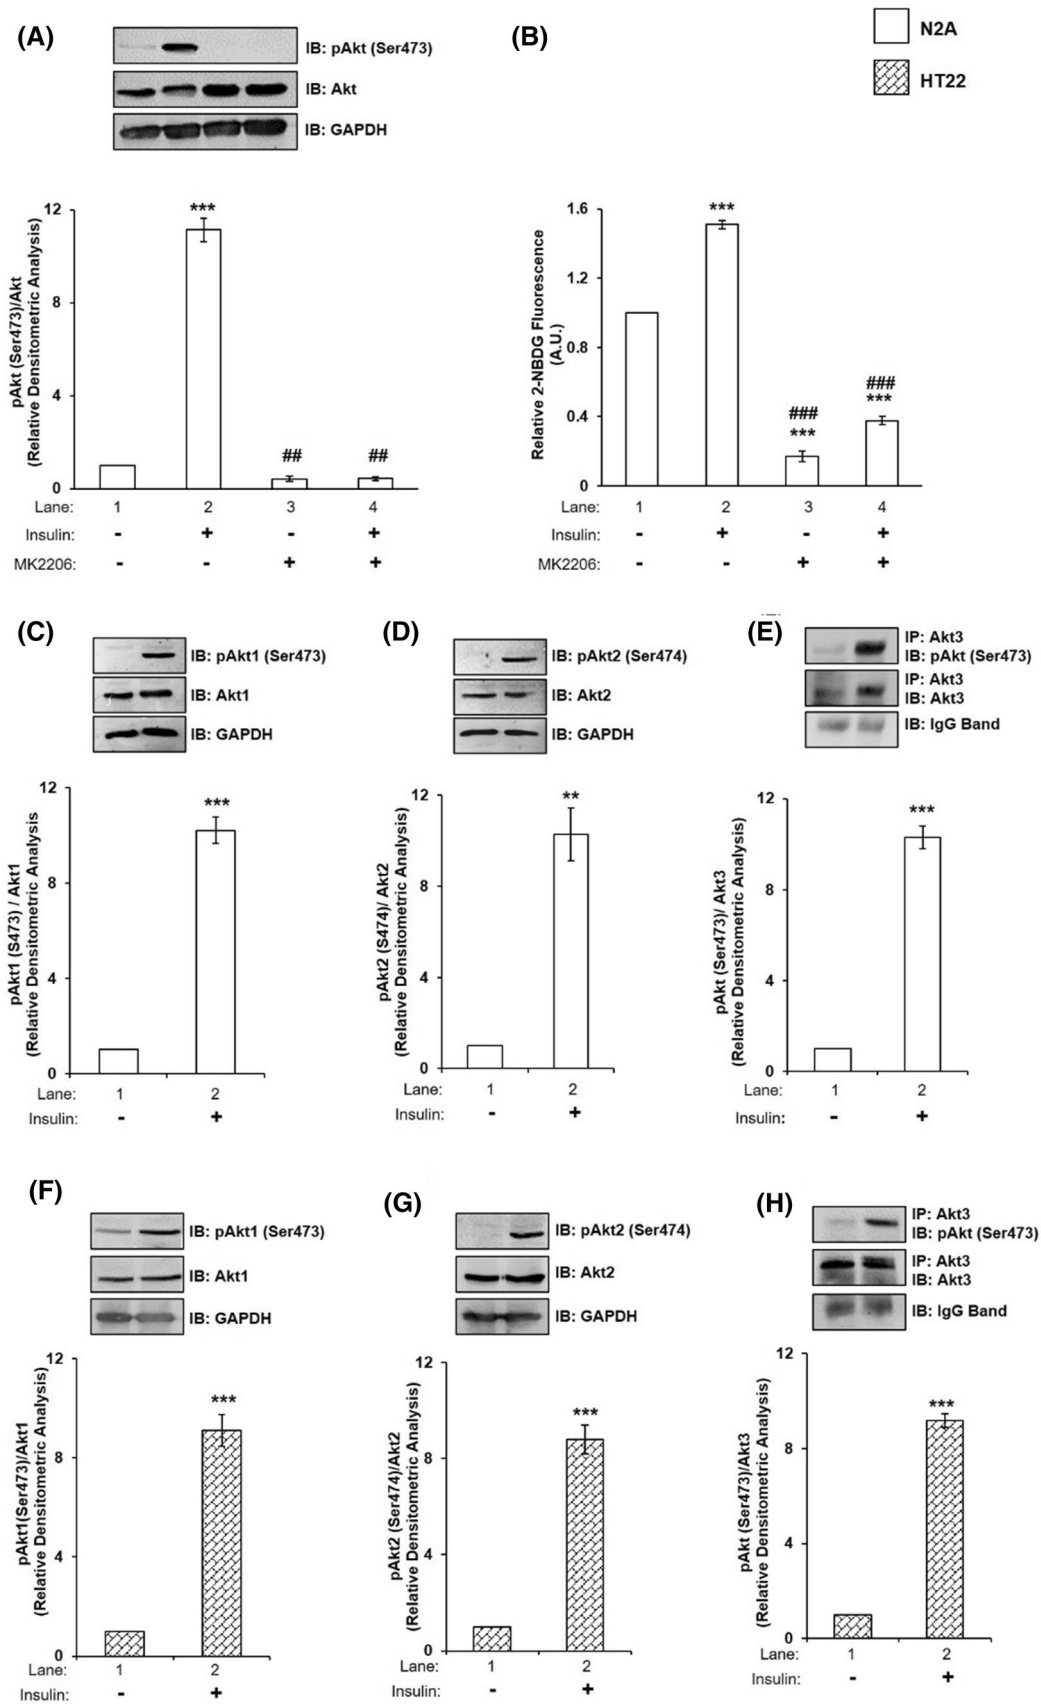 (A)
IB: pAkt (Ser473)
IB: Akt
IB: GAPDH
pAkt (Ser473)/Akt
(Relative Densitometric Analysis)
12
8
4
0
***
##
##
Lane: 1 2 3 4
Insulin: - + - +
MK2206: - - + +
(B)
N2A
HT22
Relative 2-NBDG Fluorescence
(A.U.)
1.6
1.2
0.8
0.4
0
***
###
***
###
***
Lane: 1 2 3 4
Insulin: - + - +
MK2206: - - + +
(C)
IB: pAkt1 (Ser473)
IB: Akt1
IB: GAPDH
pAkt1 (S473) / Akt1
(Relative Densitometric Analysis
12
8
4
0
***
Lane: 1 2
Insulin: - +
(D)
IB: pAkt2 (Ser474)
IB: Akt2
IB: GAPDH
pAkt2 (S474)/ Akt2
(Relative Densitometric Analysis)
12
8
4
0
**
Lane: 1 2
Insulin: - +
(E)
IP: Akt3
IB: pAkt (Ser473)
IP: Akt3
IB: Akt3
IB: IgG Band
pAkt (Ser473)/ Akt3
(Relative Densitometric Analysis)
12
8
4
0
***
Lane: 1 2
Insulin: - +
(F)
IB: pAkt1 (Ser473)
IB: Akt1
IB: GAPDH
pAkt1(Ser473)/Akt1
(Relative Densitometric Analysis)
12
8
4
0
***
Lane: 1 2
Insulin: - +
(G)
IB: pAkt2 (Ser474)
IB: Akt2
IB: GAPDH
pAkt2 (Ser474)/Akt2
(Relative Densitometric Analysis)
12
8
4
0
***
Lane: 1 2
Insulin: - +
(H)
IP: Akt3
IB: pAkt (Ser473)
IP: Akt3
IB: Akt3
IB: IgG Band
pAkt (Ser473)/Akt3
(Relative Densitometric Analysis)
12
8
4
0
***
Lane: 1 2
Insulin: - +